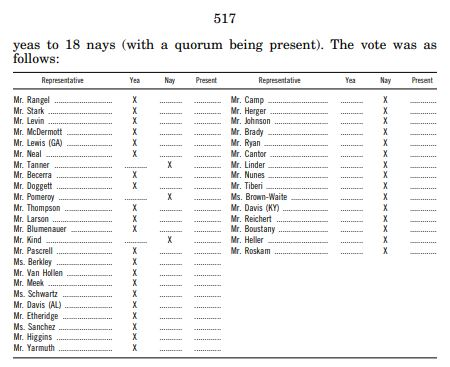 517
yeas to 18 nays (with a quorum being present). The vote was as
follows:
Representative Yea Nay Present Representative Yea Nay Present
Mr. Rangel X Mr. Camp X
Mr. Stark X Mr. Herger X
Mr. Levin X Mr. Johnson X
Mr. McDermott X Mr. Brady X
Mr. Lewis (GA) X Mr. Ryan X
Mr. Neal X Mr. Cantor X
Mr. Tanner X Mr. Linder X
Mr. Becerra X Mr. Nunes X
Mr. Doggett X Mr. Tiberi X
Mr. Pomeroy X Ms. Brown-Waite X
Mr. Thompson X Mr. Davis (KY) X
Mr. Larson X Mr. Reichert X
Mr. Blumenauer X Mr. Boustany X
Mr. Kind X Mr. Heller X
Mr. Pascrell X Mr. Roskam X
Ms. Berkley X
Mr. Van Hollen X
Mr. Meek X
Ms. Schwartz X
Mr. Davis (AL) X
Mr. Etheridge X
Ms. Sanchez X
Mr. Higgins X
Mr. Yarmuth X